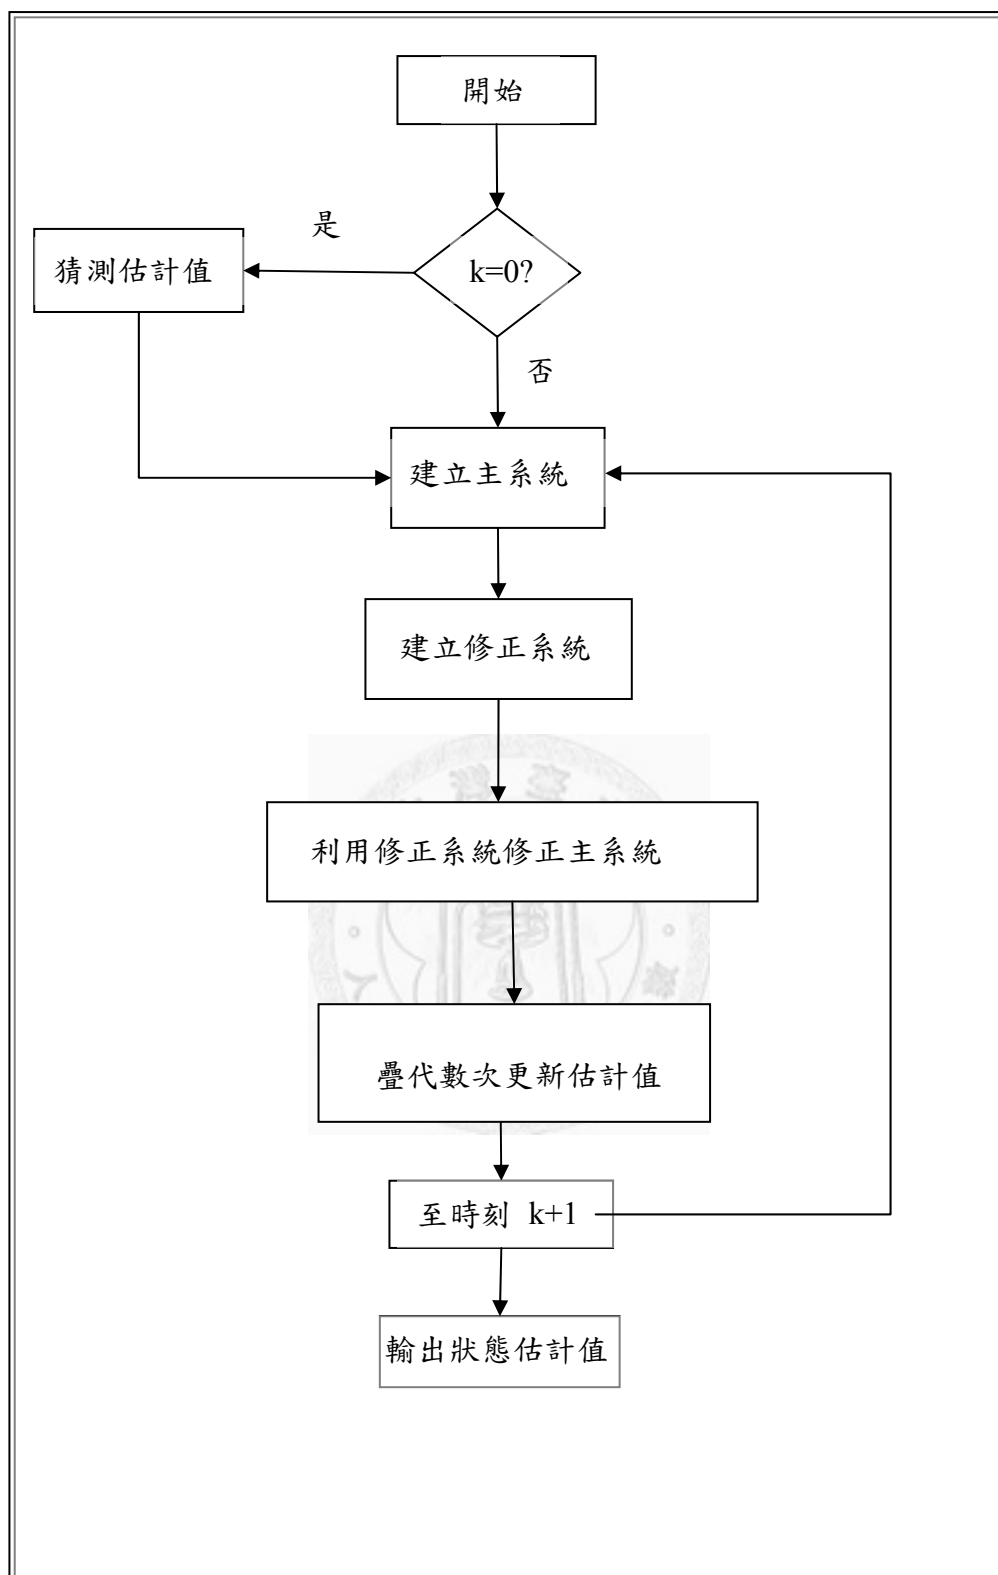 開始
是
k=0?
猜測估計值
否
建立主系統
建立修正系統
利用修正系統修正主系統
疊代數次更新估計值
至時刻 k+1
輸出狀態估計值